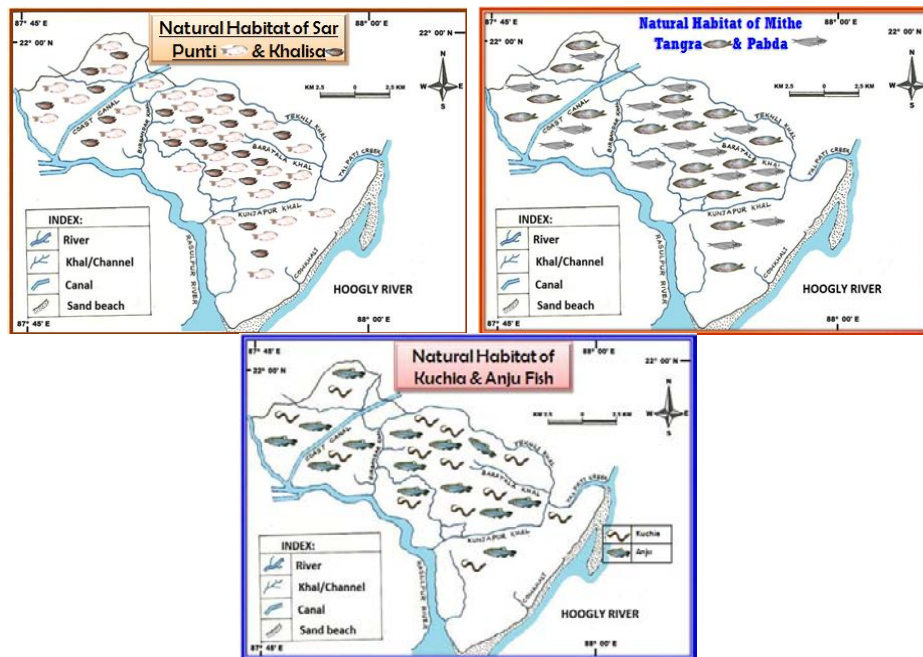 87° 45' E
22° 00' N
Natural Habitat of Sar
Punti & Khalisa
22° 00' N
N
W E
S
KM 2.5 0 2.5 KM
COAST CANAL
TEKHLI KHAL
BARATALA KHAL
TALPATI CREEK
KUNJAPUR KHAL
RASULPUR RIVER
INDEX:
River
Khal/Channel
Canal
Sand beach
HOOGLY RIVER
87° 45' E
88° 00' E
87° 45' E
22° 00' N
Natural Habitat of Mithe
Tangra & Pabda
22° 00' N
N
W E
S
KM 2.5 0 2.5 KM
COAST CANAL
TEKHLI KHAL
BARATALA KHAL
TALPATI CREEK
KUNJAPUR KHAL
RASULPUR RIVER
INDEX:
River
Khal/Channel
Canal
Sand beach
HOOGLY RIVER
87° 45' E
88° 00' E
87° 45' E
22° 00' N
Natural Habitat of
Kuchia & Anju Fish
88° 00' E
22° 00' N
N
W E
S
KM 2.5 0 2.5 KM
COAST CANAL
TEKHLI KHAL
BARATALA KHAL
TALPATI CREEK
KUNJAPUR KHAL
RASULPUR RIVER
Kuchia
Anju
INDEX:
River
Khal/Channel
Canal
Sand beach
HOOGLY RIVER
87° 45' E
88° 00' E